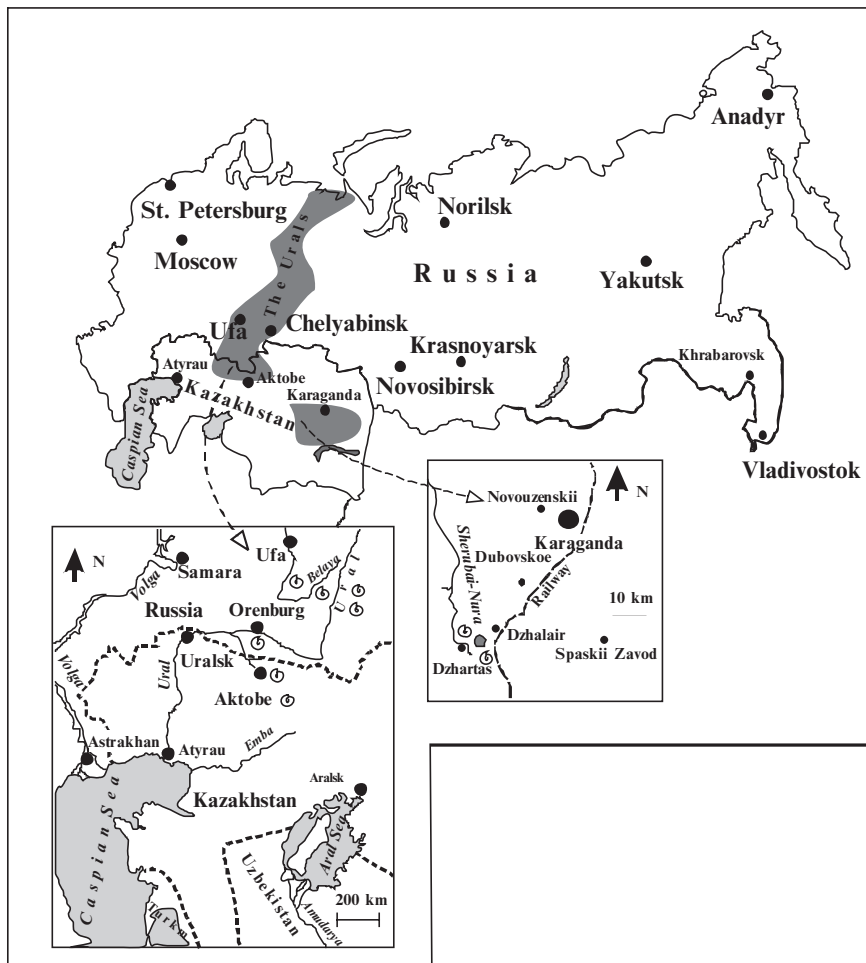 Anadyr
St. Petersburg
Norilsk
Moscow
The Urals
Russia
Yakutsk
Ufa
Chelyabinsk
Krasnoyarsk
Khrabarovsk
Atyrau
Aktobe
Novosibirsk
Karaganda
Kazakhstan
Caspian Sea
Vladivostok
N
Samara
Ufa
Belaya
Ural
Volga
Russia
Orenburg
Uralsk
Volga
Ural
Aktobe
Astrakhan
Atyrau
Emba
Aralsk
Kazakhstan
Caspian Sea
Aral Sea
Uzbekistan
200 km
Turkm
Amudarya
N
Novouzenskii
Karaganda
Sherubai-Nura
Dubovskoe
Railway
10 km
Dzhalair
Spaskii Zavod
Dzhartas